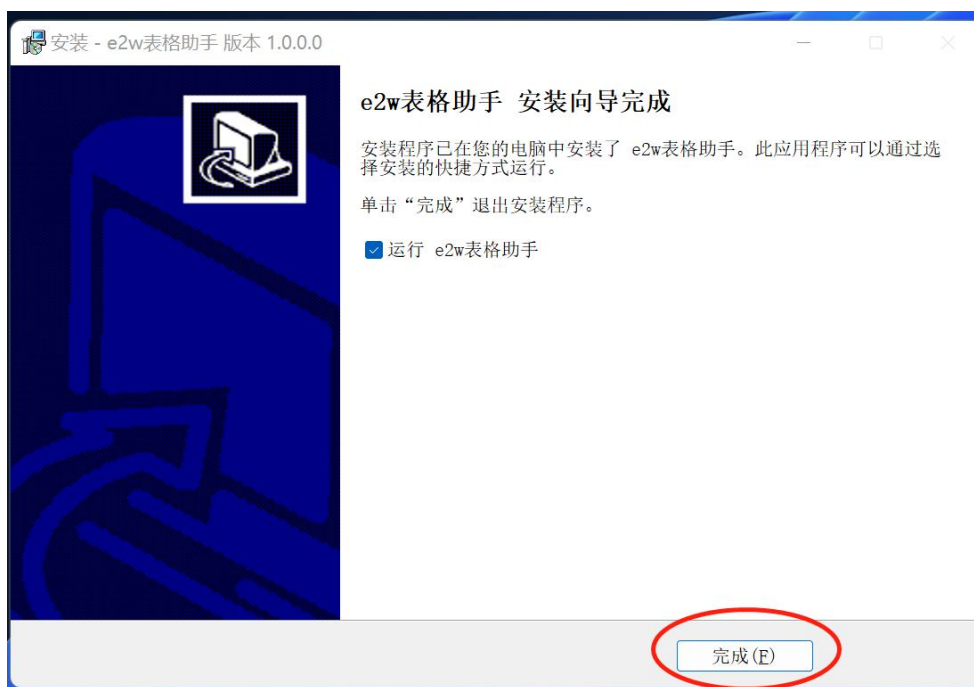 安装 - e2w表格助手 版本 1.0.0.0
e2w表格助手 安装向导完成
安装程序已在您的电脑中安装了 e2w表格助手。此应用程序可以通过选
择安装的快捷方式运行。
单击“完成”退出安装程序。
运行 e2w表格助手
完成(F)